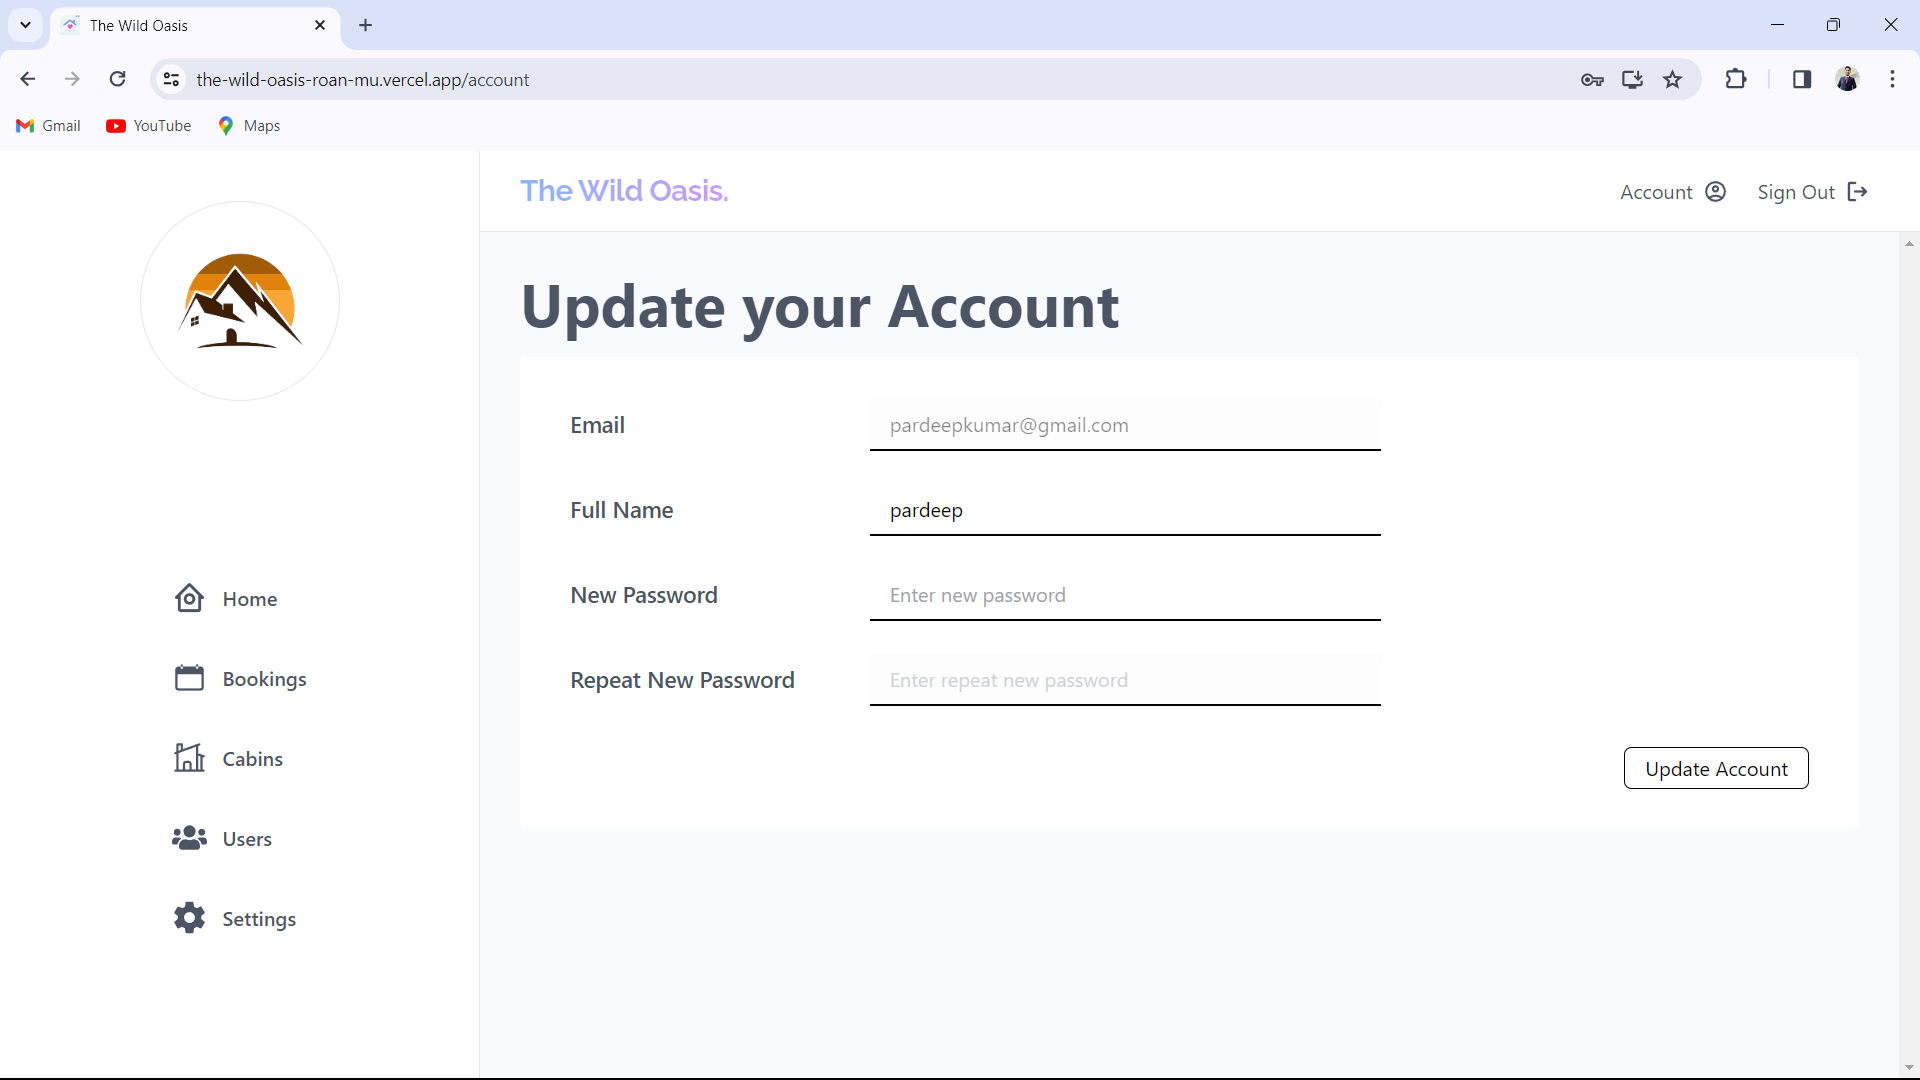 The Wild Oasis
the-wild-oasis-roan-mu.vercel.app/account
Gmail YouTube Maps
The Wild Oasis.
Account Sign Out
Update your Account
Email pardeepkumar@gmail.com
Full Name pardeep
New Password Enter new password
Repeat New Password Enter repeat new password
Update Account
Home
Bookings
Cabins
Users
Settings